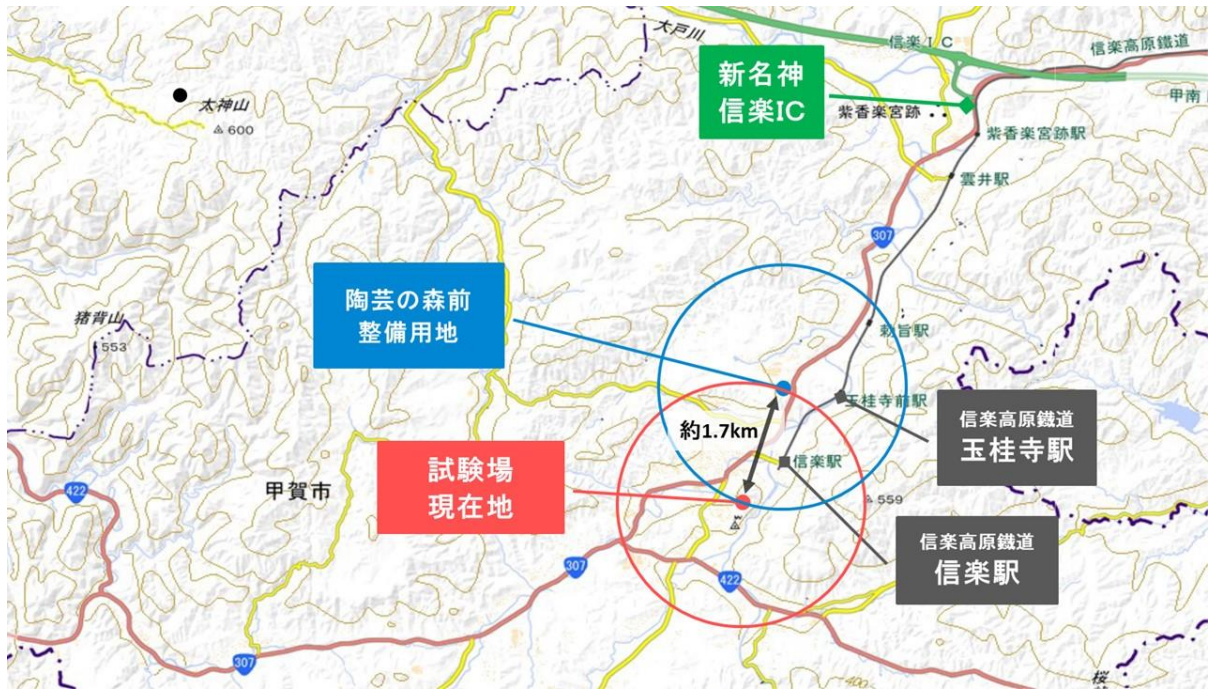 大戸川
信楽IC
信楽高原鐵道
新名神
信楽IC
甲南
太神山
600
紫香楽宮跡
紫香楽宮跡駅
雲井駅
307
陶芸の森前
整備用地
猪背山
553
勅旨駅
玉桂寺前駅
信楽高原鐵道
玉桂寺駅
約1.7km
信楽駅
試験場
現在地
422
甲賀市
559
信楽高原鐵道
信楽駅
307
422
307
桜
400